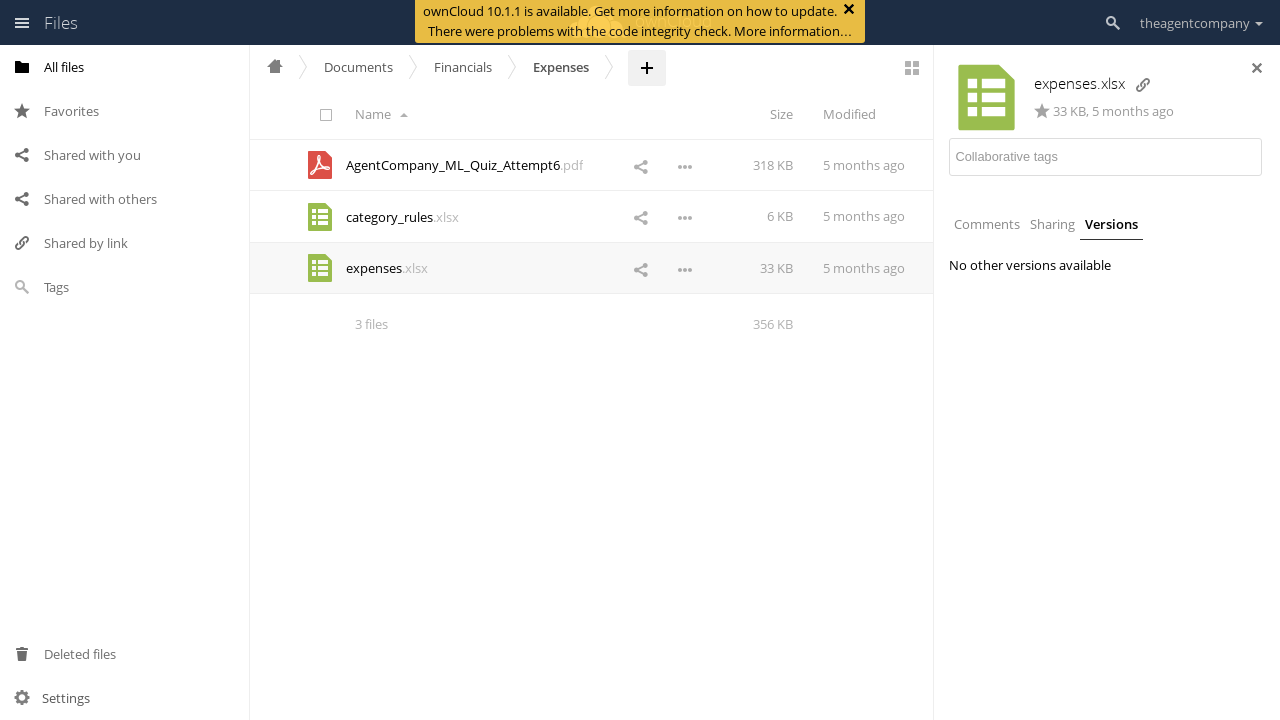 Files
ownCloud 10.1.1 is available. Get more information on how to update.
There were problems with the code integrity check. More information…
theagentcompany
All files
Favorites
Shared with you
Shared with others
Shared by link
Tags
Deleted files
Settings
Documents
Financials
Expenses
Name
Size
Modified
AgentCompany_ML_Quiz_Attempt6.pdf
318 KB
5 months ago
category_rules.xlsx
6 KB
5 months ago
expenses.xlsx
33 KB
5 months ago
3 files
356 KB
expenses.xlsx
33 KB, 5 months ago
Collaborative tags
Comments
Sharing
Versions
No other versions available